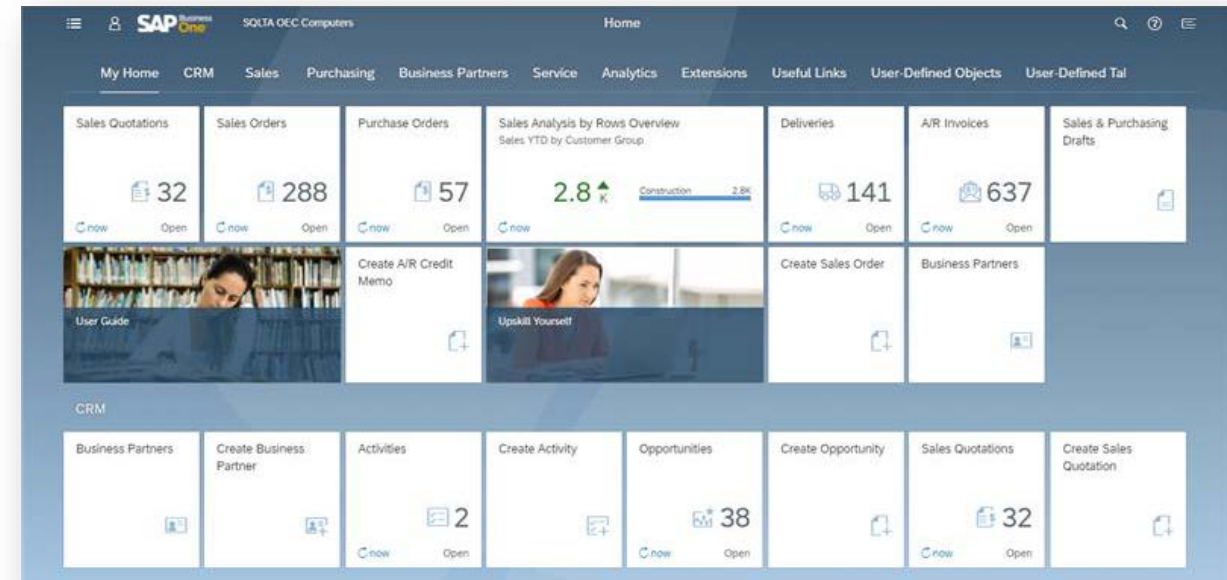 SAP Business One SQLTA OEC Computers Home
My Home CRM Sales Purchasing Business Partners Service Analytics Extensions Useful Links User-Defined Objects User-Defined Tal
Sales Quotations
32
now Open
Sales Orders
288
now Open
Purchase Orders
57
now Open
Sales Analysis by Rows Overview
Sales YTD by Customer Group
2.8 K Construction 2.8K
now
Deliveries
141
now Open
A/R Invoices
637
now Open
Sales & Purchasing
Drafts
User Guide
Create A/R Credit
Memo
Upskill Yourself
Create Sales Order
Business Partners
CRM
Business Partners
Create Business
Partner
Activities
2
now Open
Create Activity
Opportunities
38
now Open
Create Opportunity
Sales Quotations
32
now Open
Create Sales
Quotation